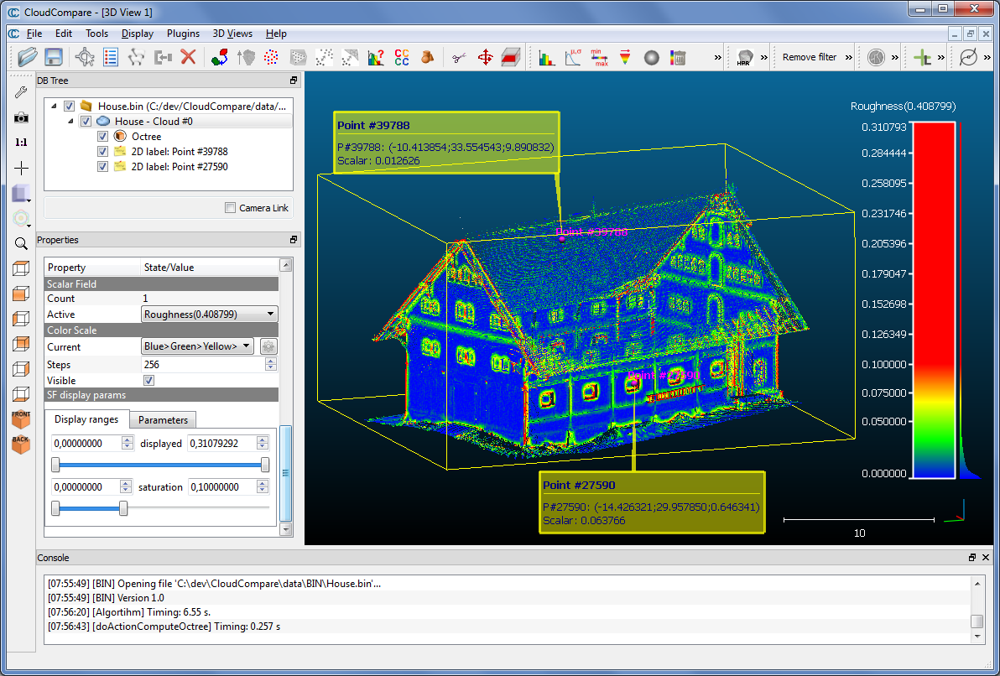 CloudCompare - [3D View 1]
File Edit Tools Display Plugins 3D Views Help
Remove filter
DB Tree
House.bin (C:/dev/CloudCompare/data/...
House - Cloud #0
Octree
2D label: Point #39788
2D label: Point #27590
Camera Link
1:1
FRONT
BACK
Properties
Property State/Value
Scalar Field
Count 1
Active Roughness(0.408799)
Color Scale
Current Blue>Green>Yellow>
Steps 256
Visible
SF display params
Display ranges Parameters
0,00000000 displayed 0,31079292
0,00000000 saturation 0,10000000
Point #39788
P#39788: (-10.413854;33.554543;9.890832)
Scalar: 0.012626
Point #39788
Point #27590
P#27590: (-14.426321;29.957850;0.646341)
Scalar: 0.063766
Roughness(0.408799)
0.310793
0.284444
0.258095
0.231746
0.205396
0.179047
0.152698
0.126349
0.100000
0.075000
0.050000
0.000000
10
Console
[07:55:49] [BIN] Opening file 'C:\dev\CloudCompare\data\BIN\House.bin'...
[07:55:49] [BIN] Version 1.0
[07:56:20] [Algortihm] Timing: 6.55 s.
[07:56:43] [doActionComputeOctree] Timing: 0.257 s